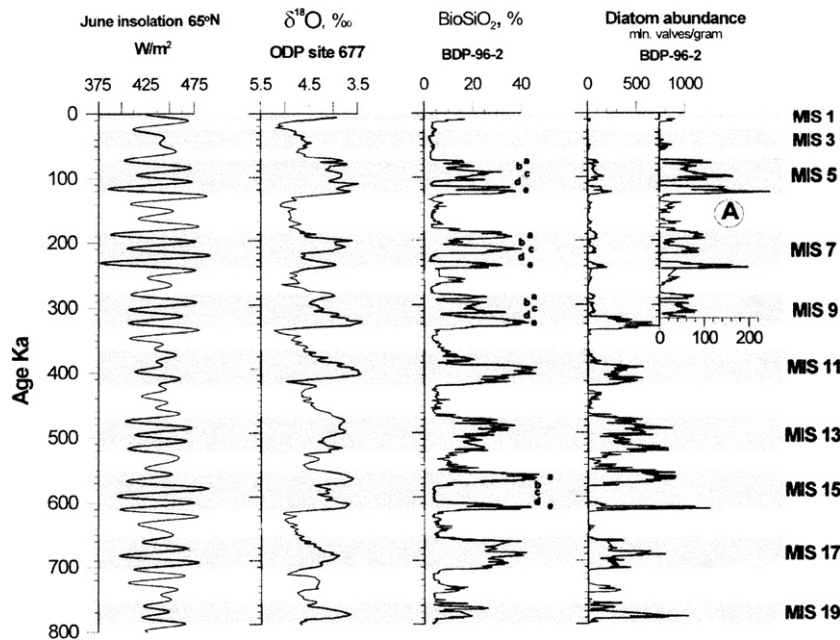 June insolation 65ºN
W/m²
375 425 475
δ¹⁸O, ‰
ODP site 677
5.5 4.5 3.5
BioSiO₂, %
BDP-96-2
0 20 40
Diatom abundance
mln. valves/gram
BDP-96-2
0 500 1000
Age Ka
0
100
200
300
400
500
600
700
800
a
b
c
d
e
a
b
c
d
e
a
b
c
d
e
a
b
c
d
e
A
0 100 200
MIS 1
MIS 3
MIS 5
MIS 7
MIS 9
MIS 11
MIS 13
MIS 15
MIS 17
MIS 19